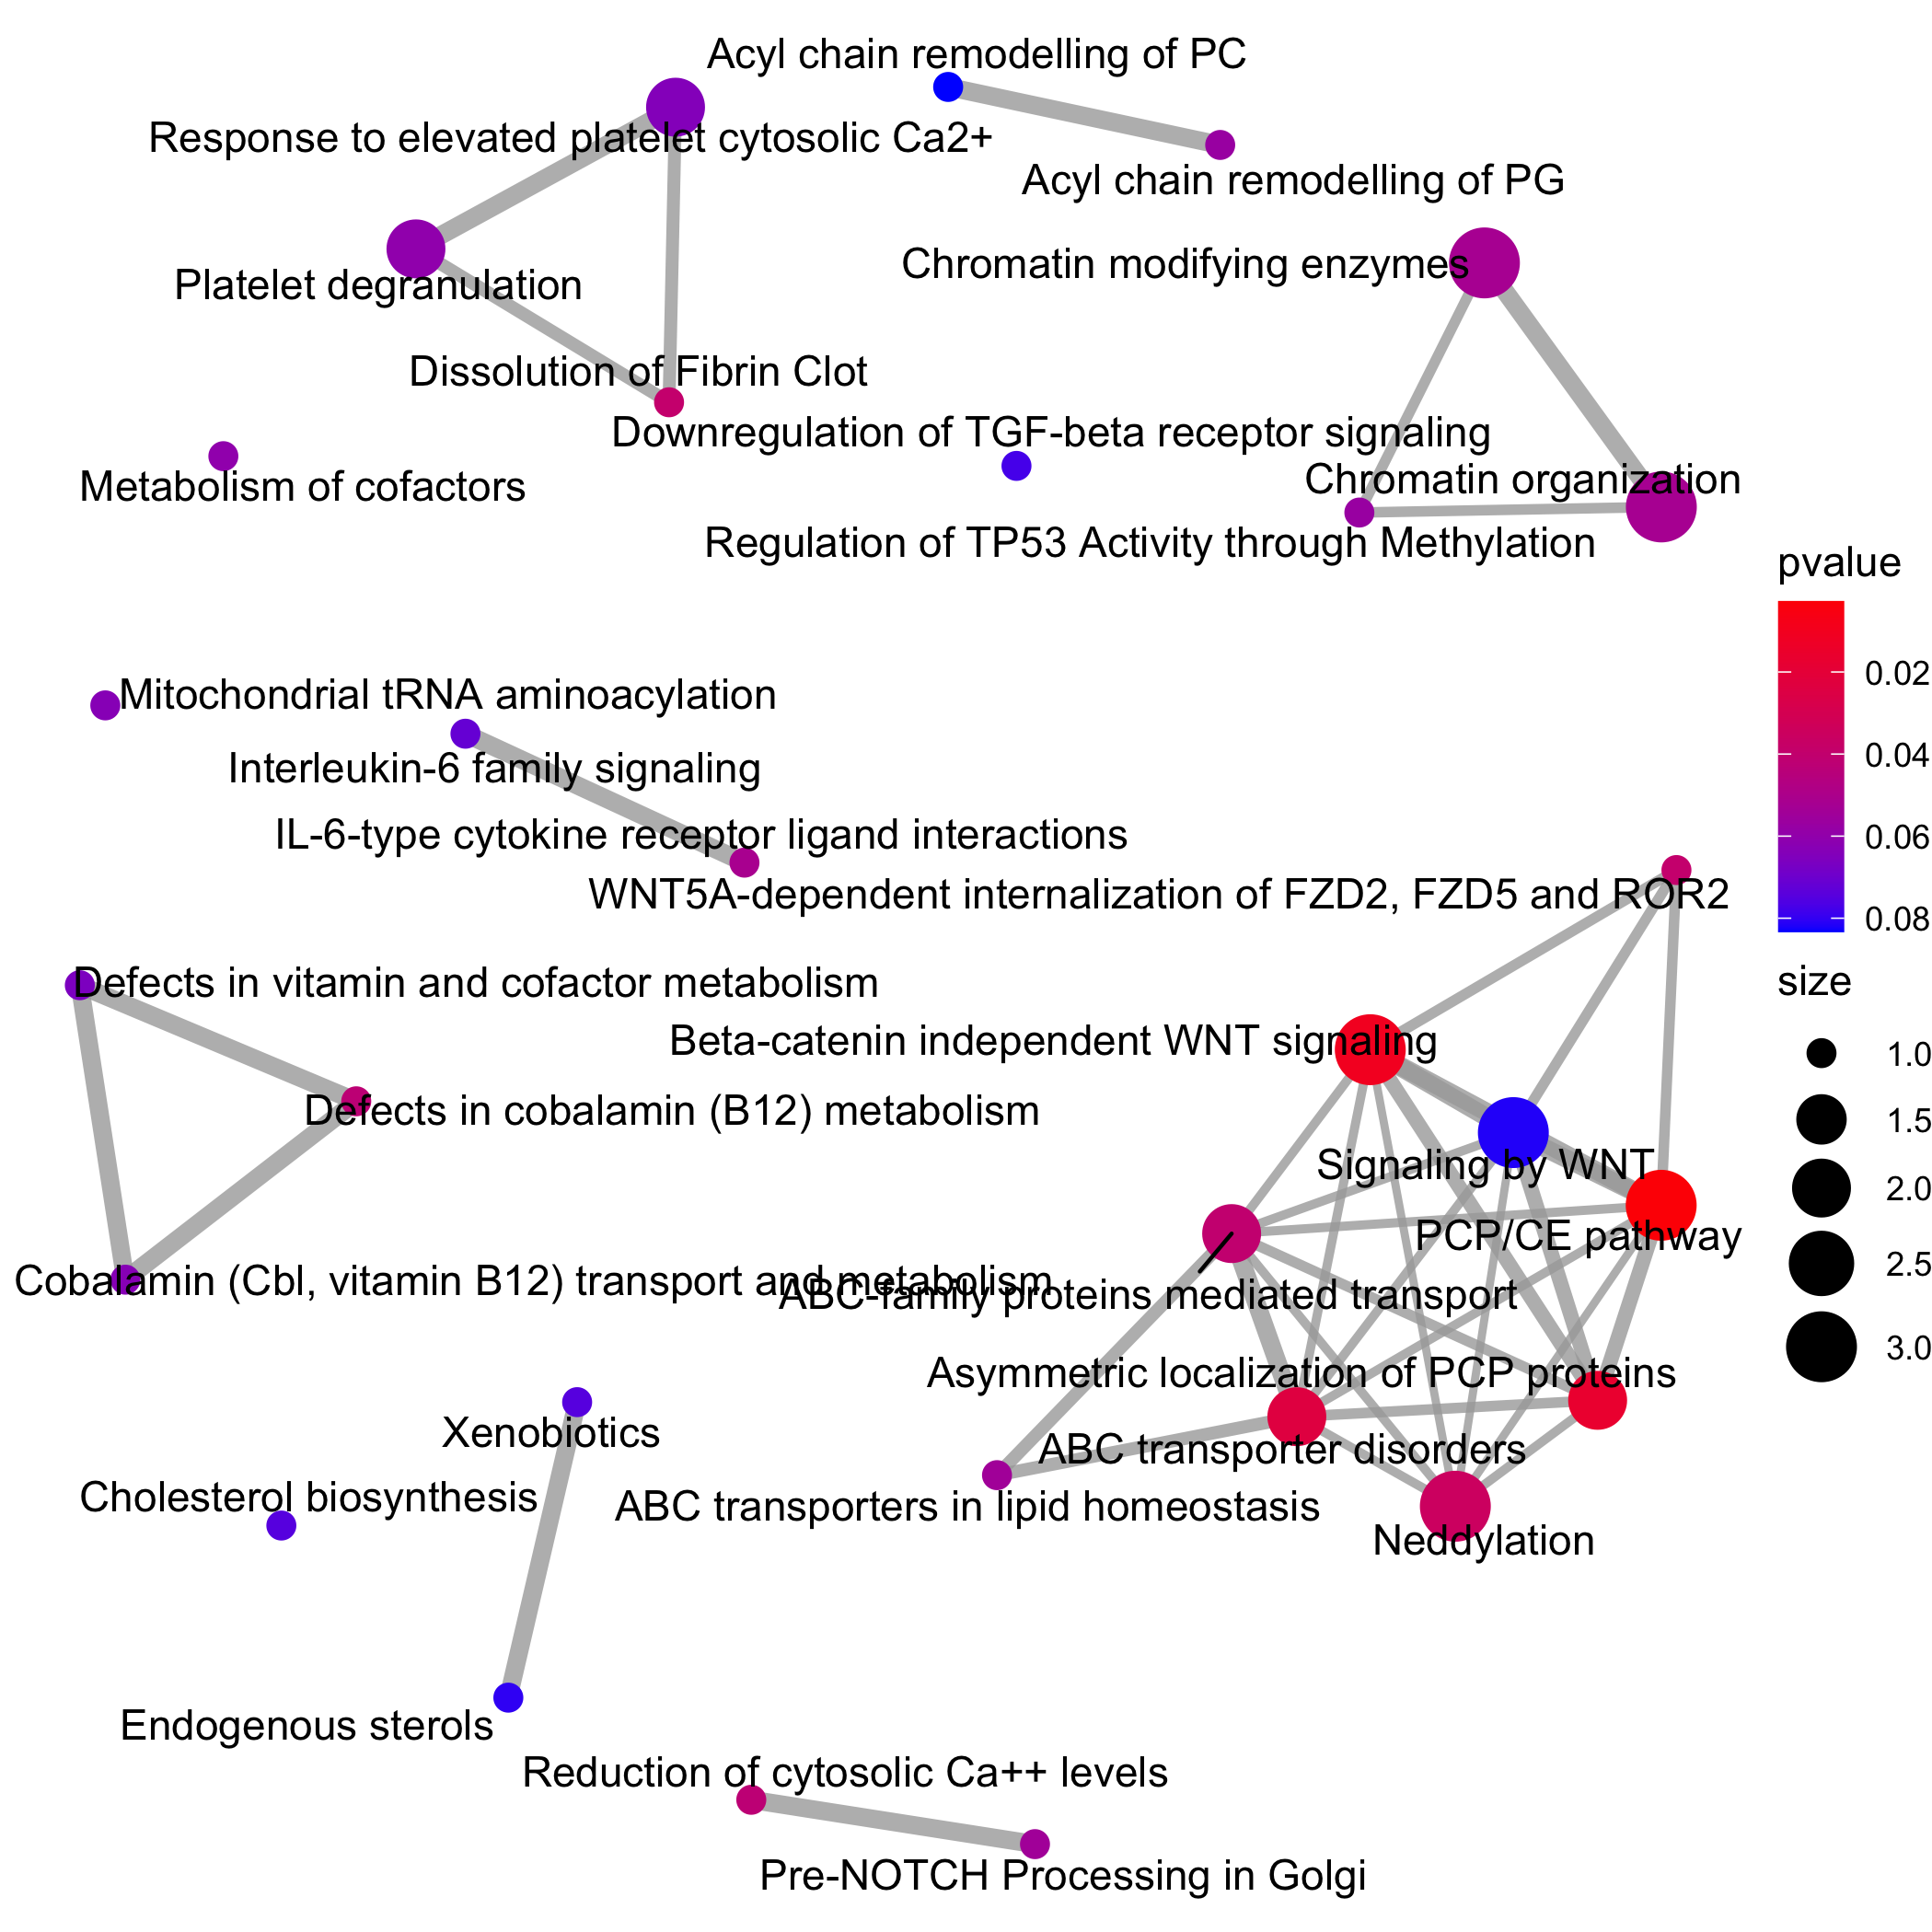 Acyl chain remodelling of PC
Response to elevated platelet cytosolic Ca2+
Acyl chain remodelling of PG
Chromatin modifying enzymes
Platelet degranulation
Dissolution of Fibrin Clot
Downregulation of TGF-beta receptor signaling
Metabolism of cofactors
Chromatin organization
Regulation of TP53 Activity through Methylation
Mitochondrial tRNA aminoacylation
Interleukin-6 family signaling
IL-6-type cytokine receptor ligand interactions
WNT5A-dependent internalization of FZD2, FZD5 and ROR2
Defects in vitamin and cofactor metabolism
Beta-catenin independent WNT signaling
Defects in cobalamin (B12) metabolism
Signaling by WNT
PCP/CE pathway
Cobalamin (Cbl, vitamin B12) transport and metabolism
ABC-family proteins mediated transport
Asymmetric localization of PCP proteins
Xenobiotics
ABC transporter disorders
Cholesterol biosynthesis
ABC transporters in lipid homeostasis
Neddylation
Endogenous sterols
Reduction of cytosolic Ca++ levels
Pre-NOTCH Processing in Golgi
pvalue
0.02
0.04
0.06
0.08
size
1.0
1.5
2.0
2.5
3.0